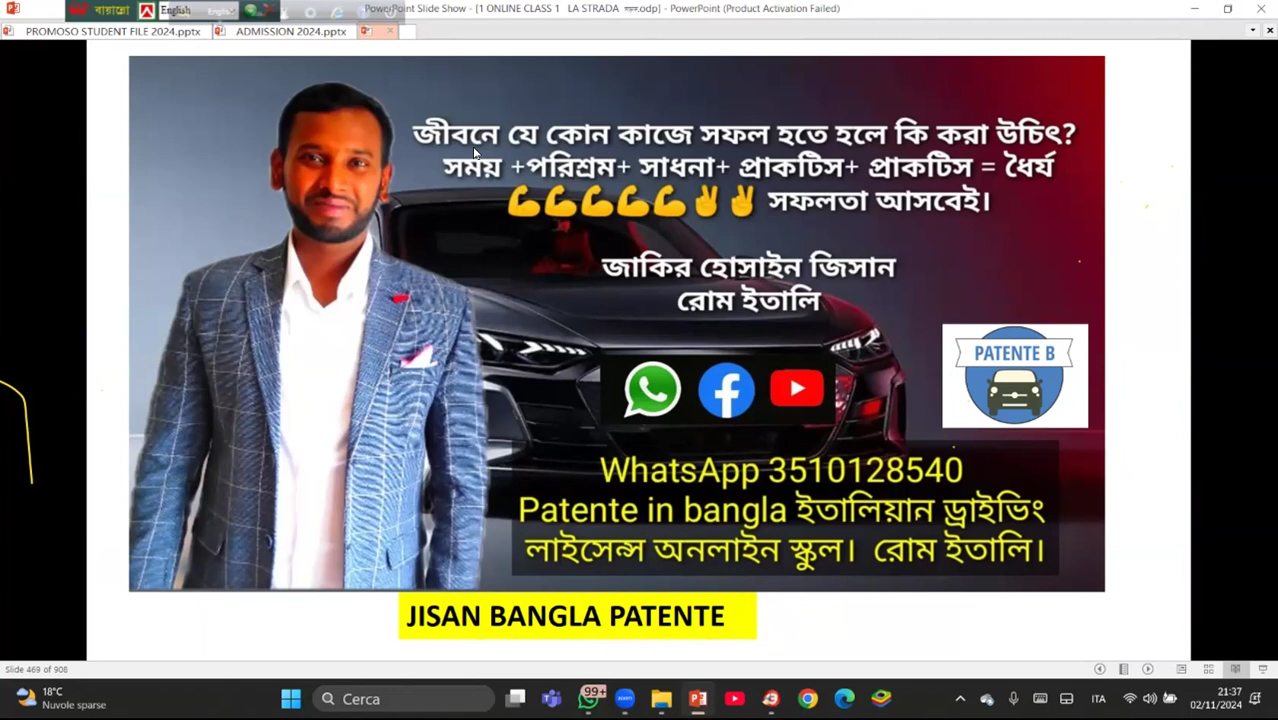 বায়ান্নো
English
PowerPoint Slide Show - [1 ONLINE CLASS 1 LA STRADA .odp] - PowerPoint (Product Activation Failed)
PROMOSO STUDENT FILE 2024.pptx
ADMISSION 2024.pptx
জীবনে যে কোন কাজে সফল হতে হলে কি করা উচিৎ?
সময় +পরিশ্রম+ সাধনা+ প্রাকটিস+ প্রাকটিস = ধৈর্য
💪💪💪💪💪✌✌ সফলতা আসবেই।
জাকির হোসাইন জিসান
রোম ইতালি
PATENTE B
WhatsApp 3510128540
Patente in bangla ইতালিয়ান ড্রাইভিং
লাইসেন্স অনলাইন স্কুল। রোম ইতালি।
JISAN BANGLA PATENTE
Slide 469 of 908
18°C
Nuvole sparse
Cerca
99+
ITA
21:37
02/11/2024